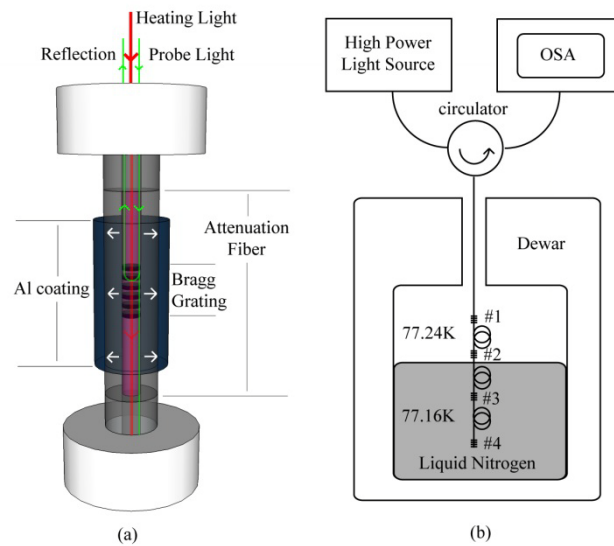 Heating Light
Reflection
Probe Light
Attenuation
Fiber
Al coating
Bragg
Grating
(a)
High Power
Light Source
OSA
circulator
Dewar
#1
77.24K
#2
#3
77.16K
#4
Liquid Nitrogen
(b)